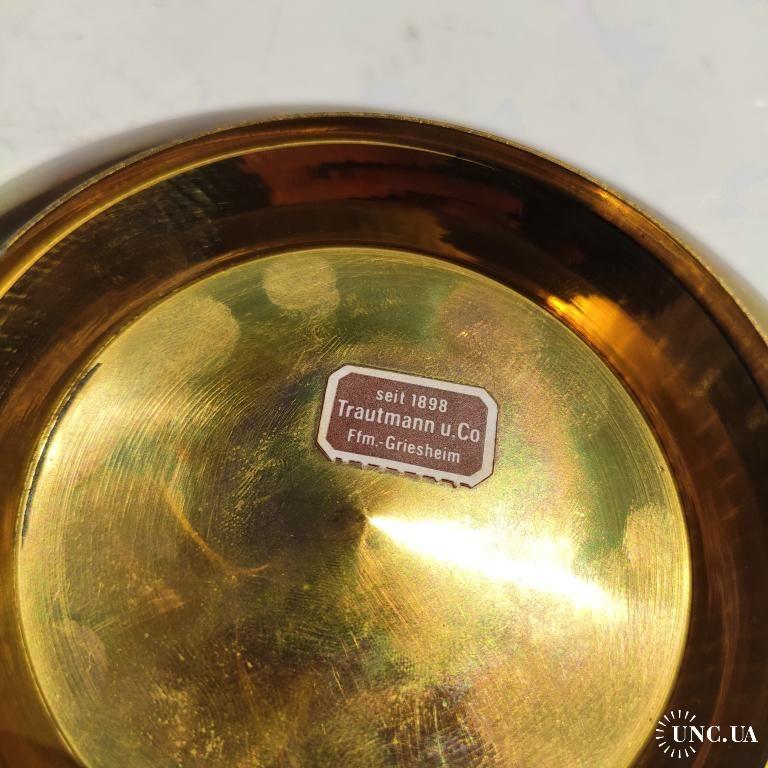 seit 1898
Trautmann u.Co
Ffm.-Griesheim
UNC.UA